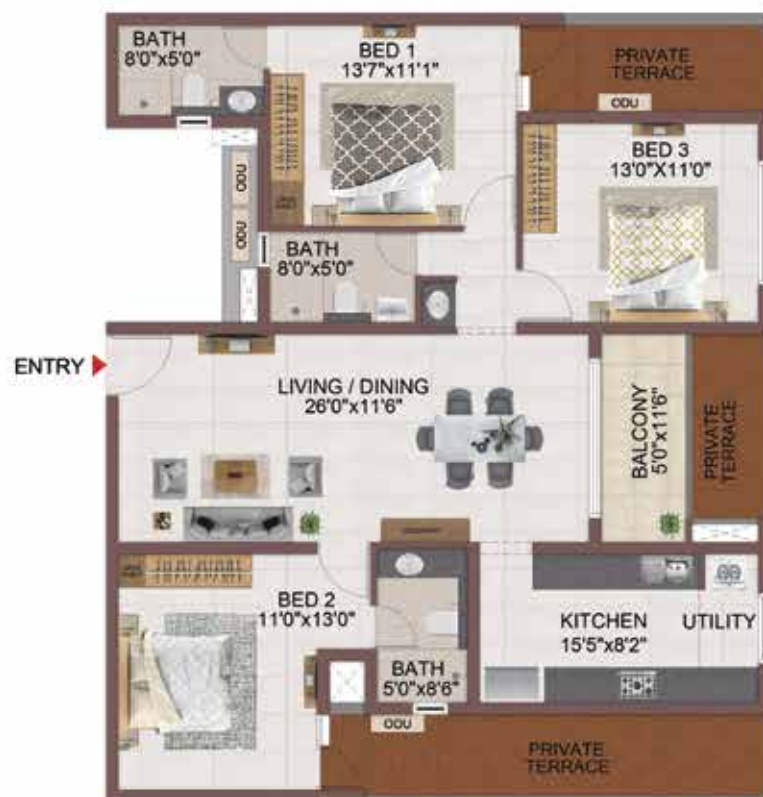 BATH
8'0"x5'0"
BED 1
13'7"x11'1"
PRIVATE
TERRACE
ODU
BED 3
13'0"X11'0"
ODU
ODU
BATH
8'0"x5'0"
ENTRY
LIVING / DINING
26'0"x11'6"
BALCONY
5'0"x11'6"
PRIVATE
TERRACE
BED 2
11'0"x13'0"
KITCHEN
15'5"x8'2"
UTILITY
BATH
5'0"x8'6"
ODU
PRIVATE
TERRACE